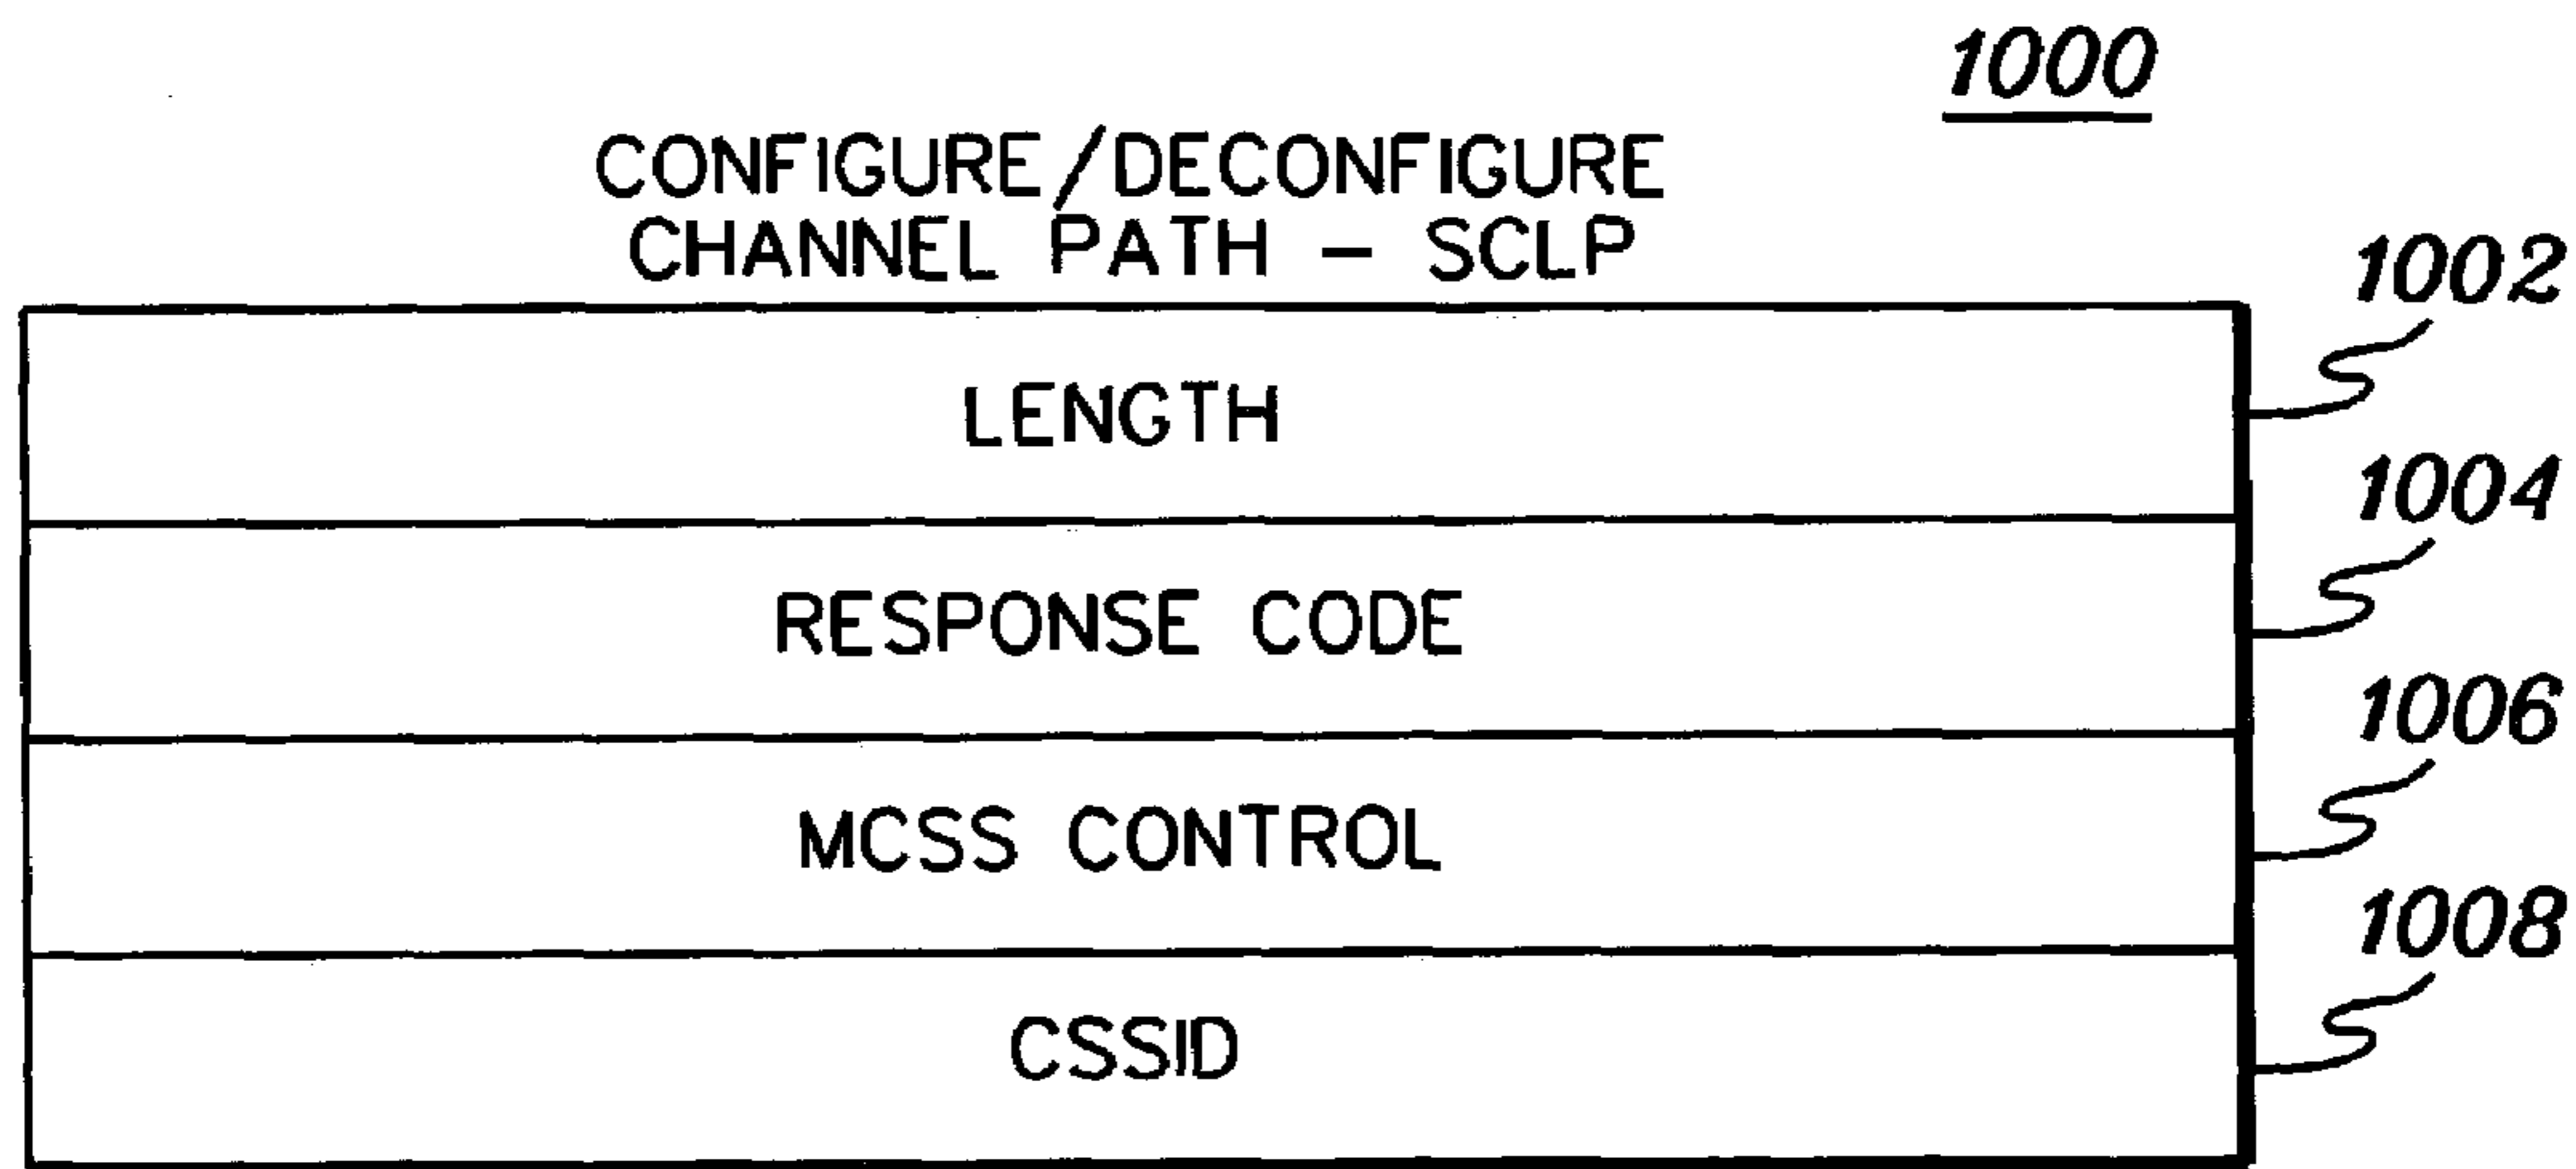 1000
CONFIGURE/DECONFIGURE
CHANNEL PATH – SCLP
1002
LENGTH
1004
RESPONSE CODE
1006
MCSS CONTROL
1008
CSSID